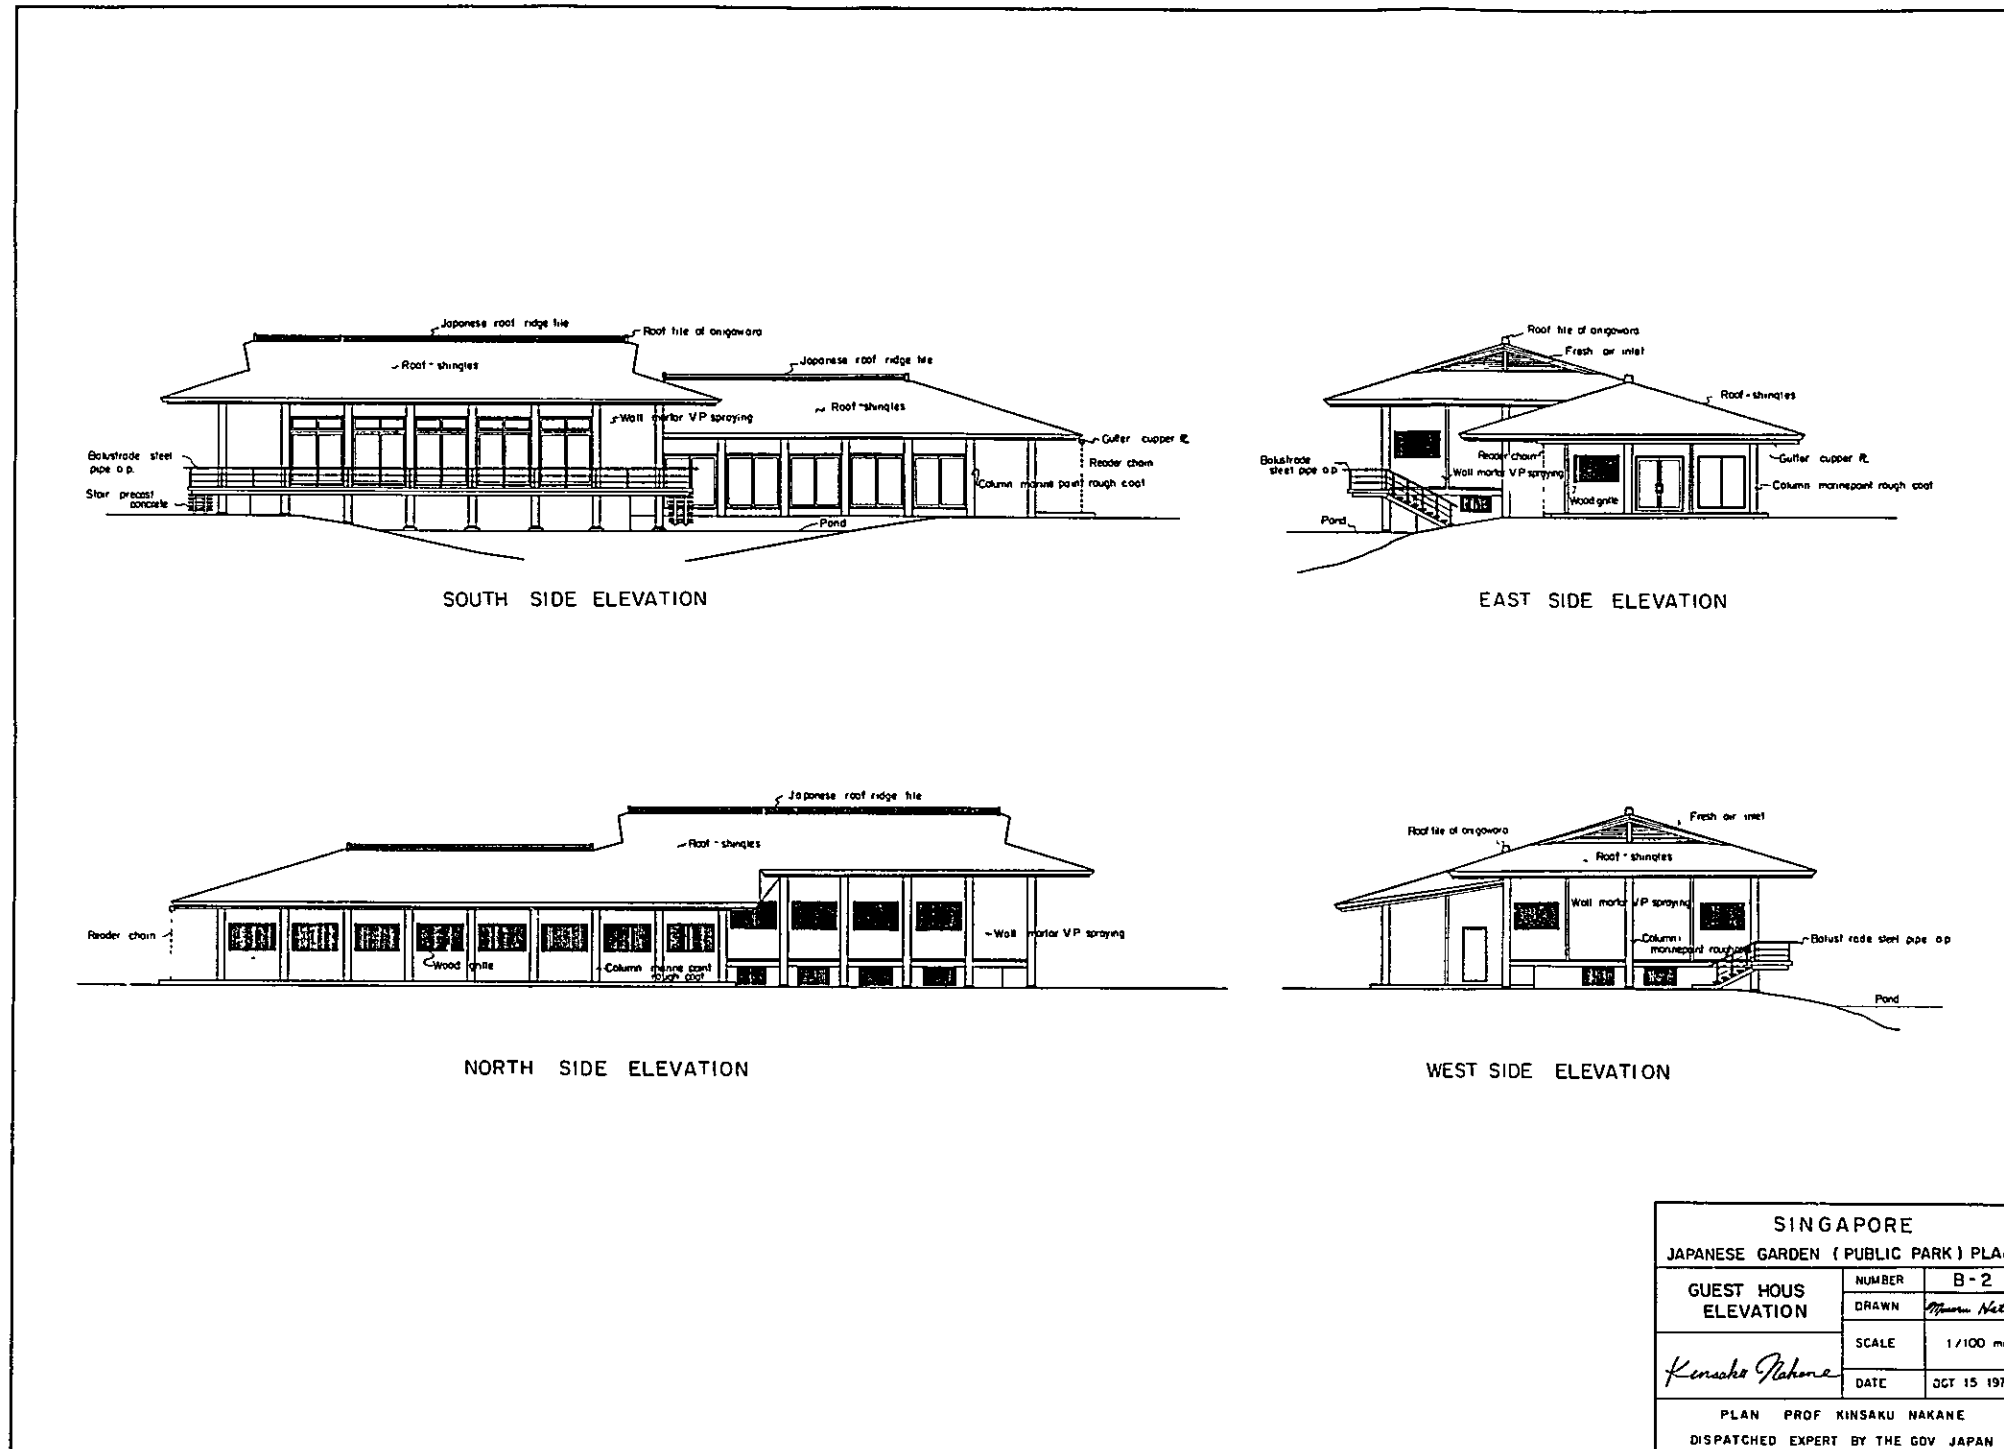 Japanese roof ridge tile
Roof tile of onigawara
Roof-shingles
Japanese roof ridge tile
Roof-shingles
Wall mortar V P spraying
Gutter cupper PL
Reader chain
Column marine paint rough coat
Balustrade steel
pipe o.p.
Stair precast
concrete
Pond
SOUTH SIDE ELEVATION
Roof tile of onigawara
Fresh air inlet
Roof-shingles
Balustrade
steel pipe o.p
Reader chain
Wall mortar V P spraying
Gutter cupper PL
Column marinepaint rough coat
Wood grille
Pond
EAST SIDE ELEVATION
Japanese roof ridge tile
Roof-shingles
Reader chain
Wood grille
Column marine paint
rough coat
Wall mortar V P spraying
NORTH SIDE ELEVATION
Roof tile of onigawara
Fresh air inlet
Roof-shingles
Wall mortar V P spraying
Column
marinepaint rough
Balust rade steel pipe o.p
Pond
WEST SIDE ELEVATION
SINGAPORE
JAPANESE GARDEN (PUBLIC PARK)
GUEST HOUS
ELEVATION
NUMBER B-2
DRAWN
SCALE 1/100
Kinsaku Nakane
DATE OCT 15
PLAN PROF KINSAKU NAKANE
DISPATCHED EXPERT BY THE GOV JAPAN